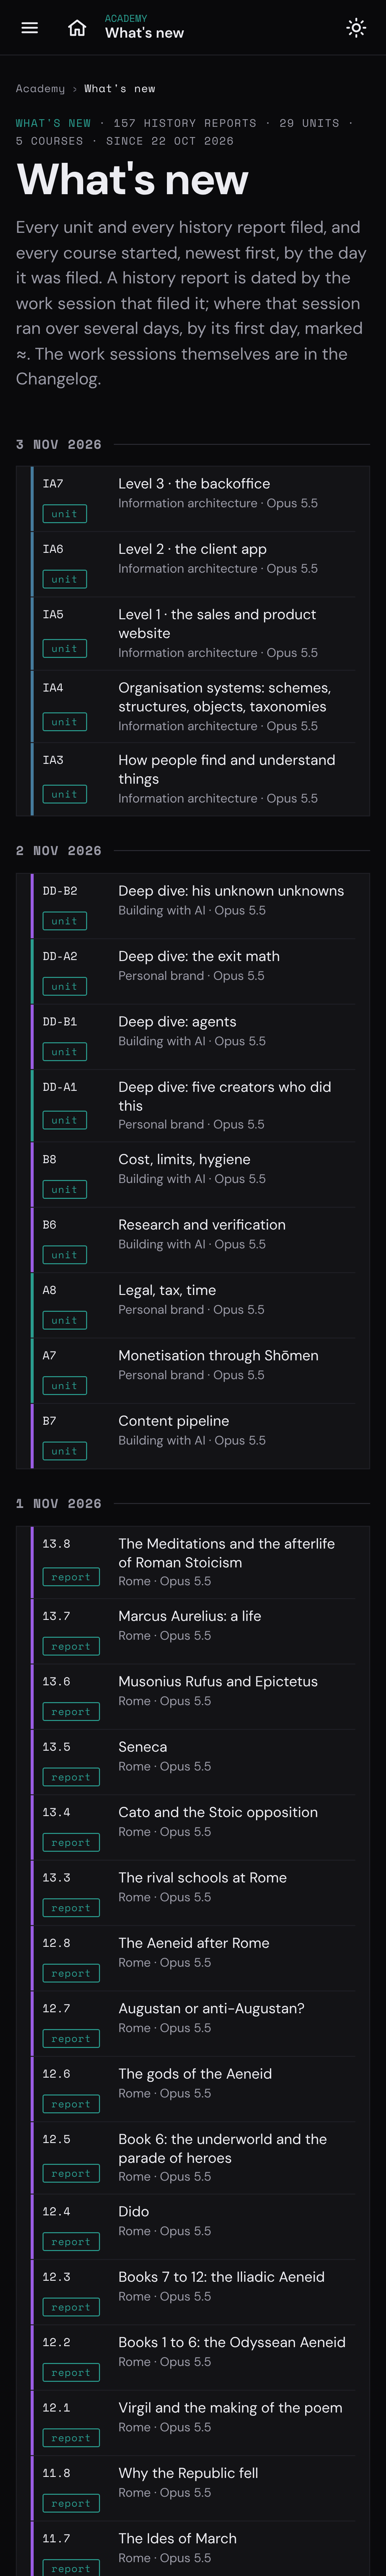 ACADEMY
What's new
Academy › What's new
WHAT'S NEW · 157 HISTORY REPORTS · 29 UNITS ·
5 COURSES · SINCE 22 OCT 2026
What's new
Every unit and every history report filed, and
every course started, newest first, by the day
it was filed. A history report is dated by the
work session that filed it; where that session
ran over several days, by its first day, marked
≈. The work sessions themselves are in the
Changelog.
3 NOV 2026
IA7
Level 3 · the backoffice
Information architecture · Opus 5.5
unit
IA6
Level 2 · the client app
Information architecture · Opus 5.5
unit
IA5
Level 1 · the sales and product
website
Information architecture · Opus 5.5
unit
IA4
Organisation systems: schemes,
structures, objects, taxonomies
Information architecture · Opus 5.5
unit
IA3
How people find and understand
things
Information architecture · Opus 5.5
unit
2 NOV 2026
DD-B2
Deep dive: his unknown unknowns
Building with AI · Opus 5.5
unit
DD-A2
Deep dive: the exit math
Personal brand · Opus 5.5
unit
DD-B1
Deep dive: agents
Building with AI · Opus 5.5
unit
DD-A1
Deep dive: five creators who did
this
Personal brand · Opus 5.5
unit
B8
Cost, limits, hygiene
Building with AI · Opus 5.5
unit
B6
Research and verification
Building with AI · Opus 5.5
unit
A8
Legal, tax, time
Personal brand · Opus 5.5
unit
A7
Monetisation through Shōmen
Personal brand · Opus 5.5
unit
B7
Content pipeline
Building with AI · Opus 5.5
unit
1 NOV 2026
13.8
The Meditations and the afterlife
of Roman Stoicism
Rome · Opus 5.5
report
13.7
Marcus Aurelius: a life
Rome · Opus 5.5
report
13.6
Musonius Rufus and Epictetus
Rome · Opus 5.5
report
13.5
Seneca
Rome · Opus 5.5
report
13.4
Cato and the Stoic opposition
Rome · Opus 5.5
report
13.3
The rival schools at Rome
Rome · Opus 5.5
report
12.8
The Aeneid after Rome
Rome · Opus 5.5
report
12.7
Augustan or anti-Augustan?
Rome · Opus 5.5
report
12.6
The gods of the Aeneid
Rome · Opus 5.5
report
12.5
Book 6: the underworld and the
parade of heroes
Rome · Opus 5.5
report
12.4
Dido
Rome · Opus 5.5
report
12.3
Books 7 to 12: the Iliadic Aeneid
Rome · Opus 5.5
report
12.2
Books 1 to 6: the Odyssean Aeneid
Rome · Opus 5.5
report
12.1
Virgil and the making of the poem
Rome · Opus 5.5
report
11.8
Why the Republic fell
Rome · Opus 5.5
report
11.7
The Ides of March
Rome · Opus 5.5
report